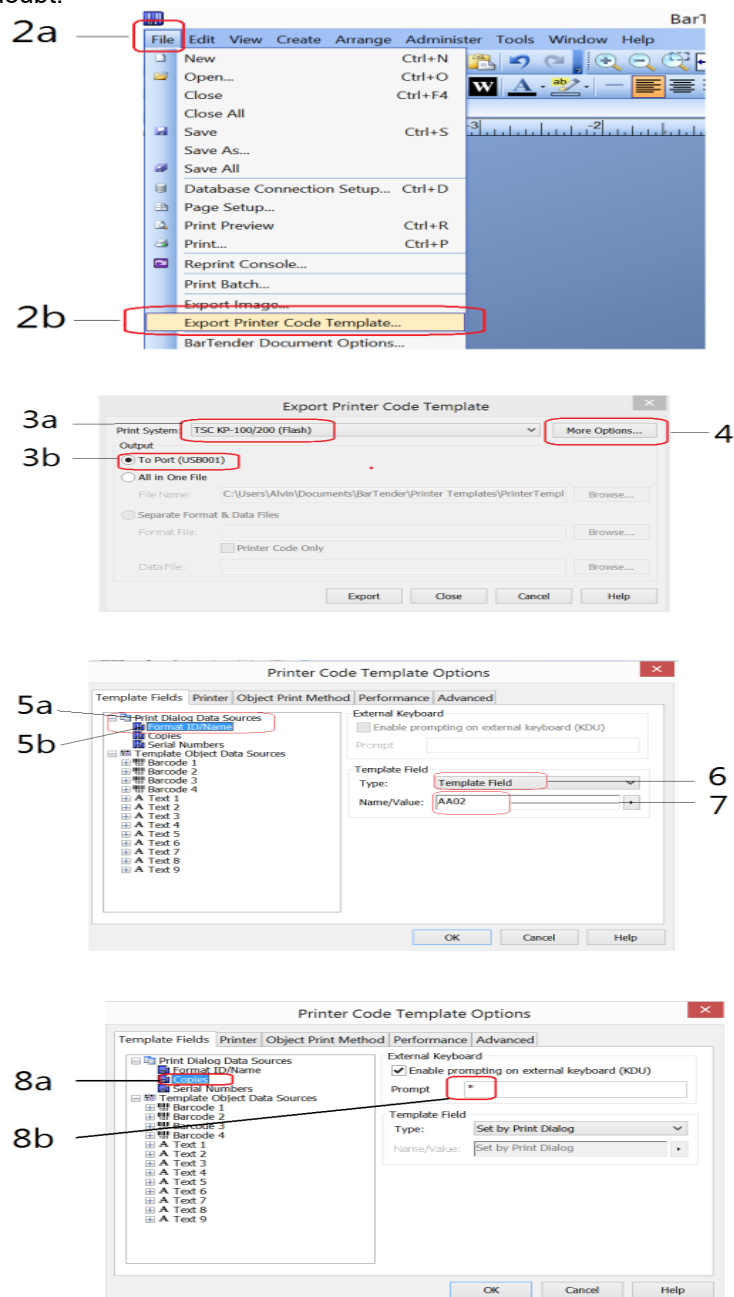 doubt.
BarT
2a
File Edit View Create Arrange Administer Tools Window Help
New Ctrl+N
Open... Ctrl+O
W A ab
Close Ctrl+F4
Close All
Save Ctrl+S
-3 -2
Save As...
Save All
Database Connection Setup... Ctrl+D
Page Setup...
Print Preview Ctrl+R
Print... Ctrl+P
Reprint Console...
Print Batch...
Export Image...
2b
Export Printer Code Template...
BarTender Document Options...
Export Printer Code Template
3a
Print System: TSC KP-100/200 (Flash) More Options... 4
Output
3b
To Port (USB001)
All in One File
File Name: C:\Users\Alvin\Documents\BarTender\Printer Templates\PrinterTempl Browse...
Separate Format & Data Files
Format File: Browse...
Printer Code Only
Data File: Browse...
Export Close Cancel Help
Printer Code Template Options
Template Fields Printer Object Print Method Performance Advanced
5a
Print Dialog Data Sources
5b
Format ID/Name
Copies
Serial Numbers
Template Object Data Sources
Barcode 1
Barcode 2
Barcode 3
Barcode 4
A Text 1
A Text 2
A Text 3
A Text 4
A Text 5
A Text 6
A Text 7
A Text 8
A Text 9
External Keyboard
Enable prompting on external keyboard (KDU)
Prompt
Template Field
Type: Template Field 6
Name/Value: AA02 7
OK Cancel Help
Printer Code Template Options
Template Fields Printer Object Print Method Performance Advanced
Print Dialog Data Sources
Format ID/Name
8a
Copies
Serial Numbers
Template Object Data Sources
Barcode 1
Barcode 2
8b
Barcode 3
Barcode 4
A Text 1
A Text 2
A Text 3
A Text 4
A Text 5
A Text 6
A Text 7
A Text 8
A Text 9
External Keyboard
Enable prompting on external keyboard (KDU)
Prompt *
Template Field
Type: Set by Print Dialog
Name/Value: Set by Print Dialog
OK Cancel Help